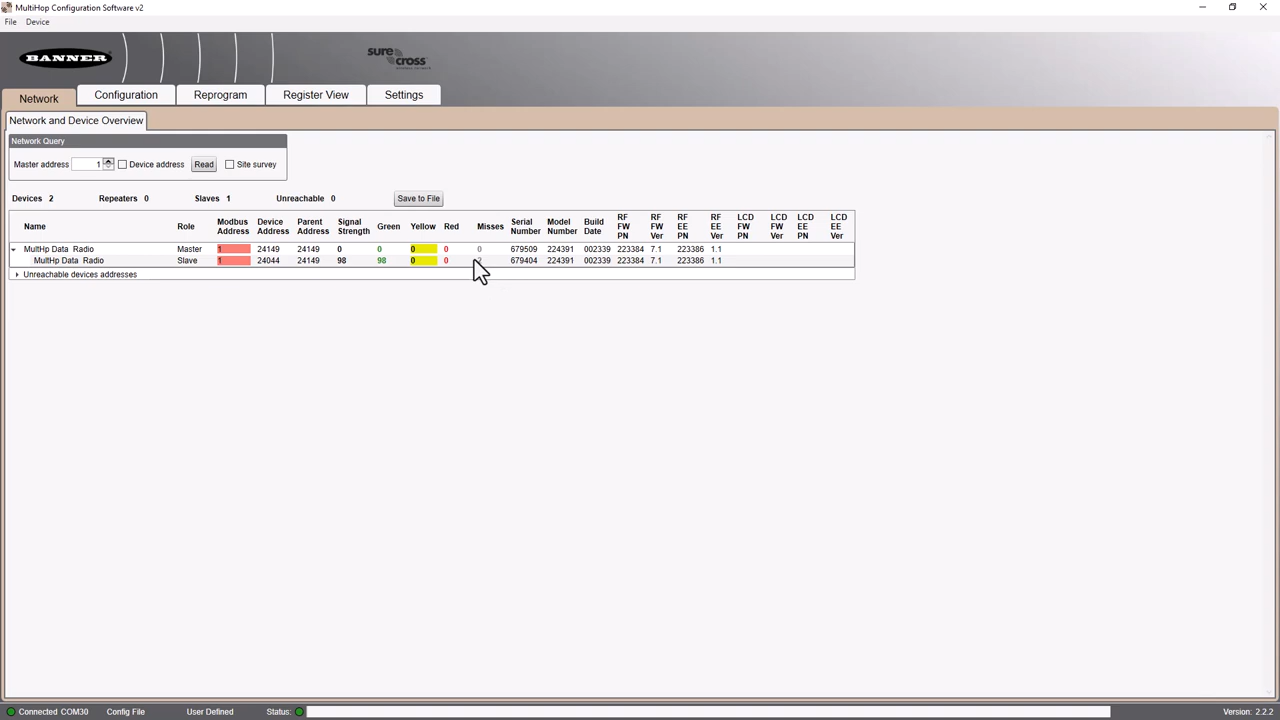 MultiHop Configuration Software v2
File Device
BANNER
sure cross
Network Configuration Reprogram Register View Settings
Network and Device Overview
Network Query
Master address 1 Device address Read Site survey
Devices 2 Repeaters 0 Slaves 1 Unreachable 0 Save to File
Name Role Modbus Address Device Address Parent Address Signal Strength Green Yellow Red Misses Serial Number Model Number Build Date RF FW PN RF FW Ver RF EE PN RF EE Ver LCD FW PN LCD FW Ver LCD EE PN LCD EE Ver
MultHp Data Radio Master 1 24149 24149 0 0 0 0 0 679509 224391 002339 223384 7.1 223386 1.1
MultHp Data Radio Slave 1 24044 24149 98 98 0 0 679404 224391 002339 223384 7.1 223386 1.1
Unreachable devices addresses
Connected COM30 Config File User Defined Status: Version: 2.2.2